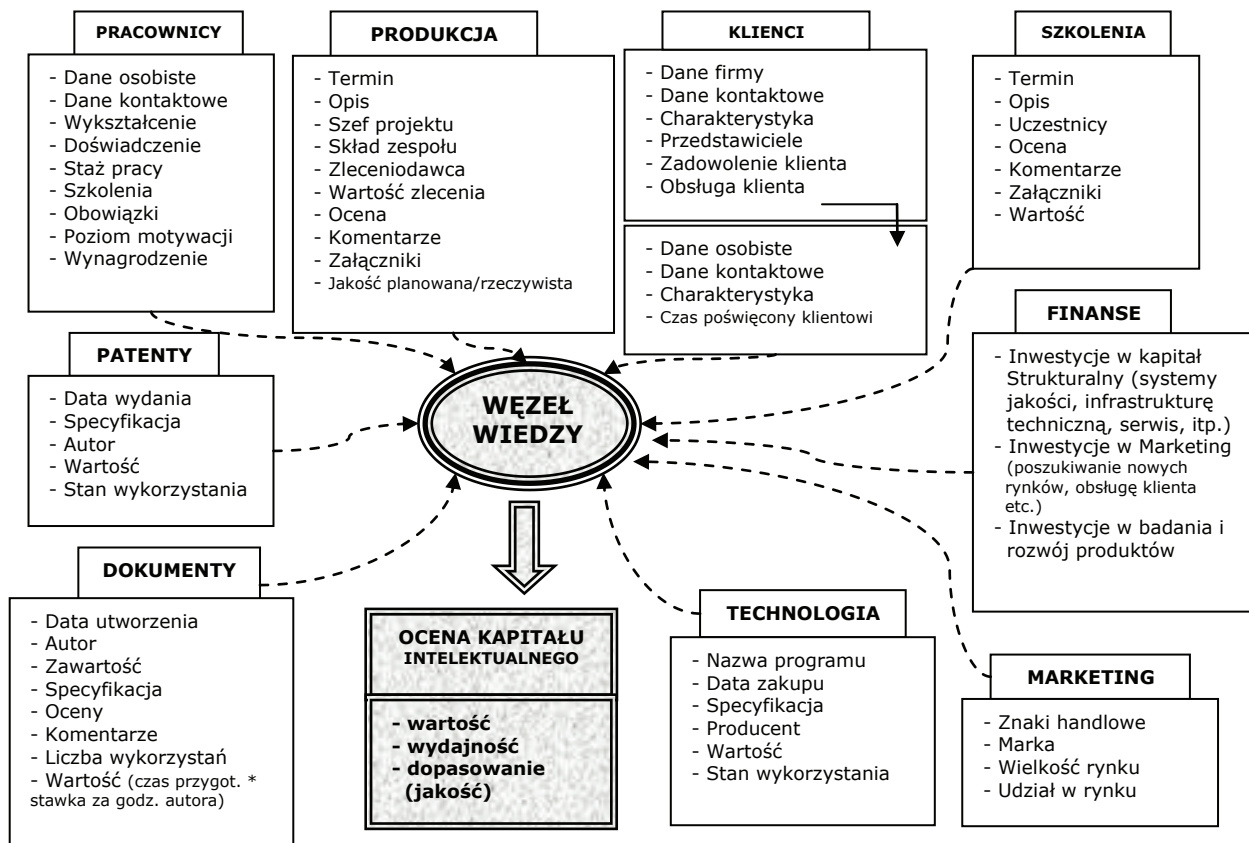 PRACOWNICY
- Dane osobiste
- Dane kontaktowe
- Wykształcenie
- Doświadczenie
- Staż pracy
- Szkolenia
- Obowiązki
- Poziom motywacji
- Wynagrodzenie
PRODUKCJA
- Termin
- Opis
- Szef projektu
- Skład zespołu
- Zleceniodawca
- Wartość zlecenia
- Ocena
- Komentarze
- Załączniki
- Jakość planowana/rzeczywista
KLIENCI
- Dane firmy
- Dane kontaktowe
- Charakterystyka
- Przedstawiciele
- Zadowolenie klienta
- Obsługa klienta
- Dane osobiste
- Dane kontaktowe
- Charakterystyka
- Czas poświęcony klientowi
SZKOLENIA
- Termin
- Opis
- Uczestnicy
- Ocena
- Komentarze
- Załączniki
- Wartość
PATENTY
- Data wydania
- Specyfikacja
- Autor
- Wartość
- Stan wykorzystania
WĘZEŁ
WIEDZY
FINANSE
- Inwestycje w kapitał
Strukturalny (systemy
jakości, infrastrukturę
techniczną, serwis, itp.)
- Inwestycje w Marketing
(poszukiwanie nowych
rynków, obsługę klienta
etc.)
- Inwestycje w badania i
rozwój produktów
DOKUMENTY
- Data utworzenia
- Autor
- Zawartość
- Specyfikacja
- Oceny
- Komentarze
- Liczba wykorzystań
- Wartość (czas przygot. *
stawka za godz. autora)
OCENA KAPITAŁU
INTELEKTUALNEGO
- wartość
- wydajność
- dopasowanie
(jakość)
TECHNOLOGIA
- Nazwa programu
- Data zakupu
- Specyfikacja
- Producent
- Wartość
- Stan wykorzystania
MARKETING
- Znaki handlowe
- Marka
- Wielkość rynku
- Udział w rynku